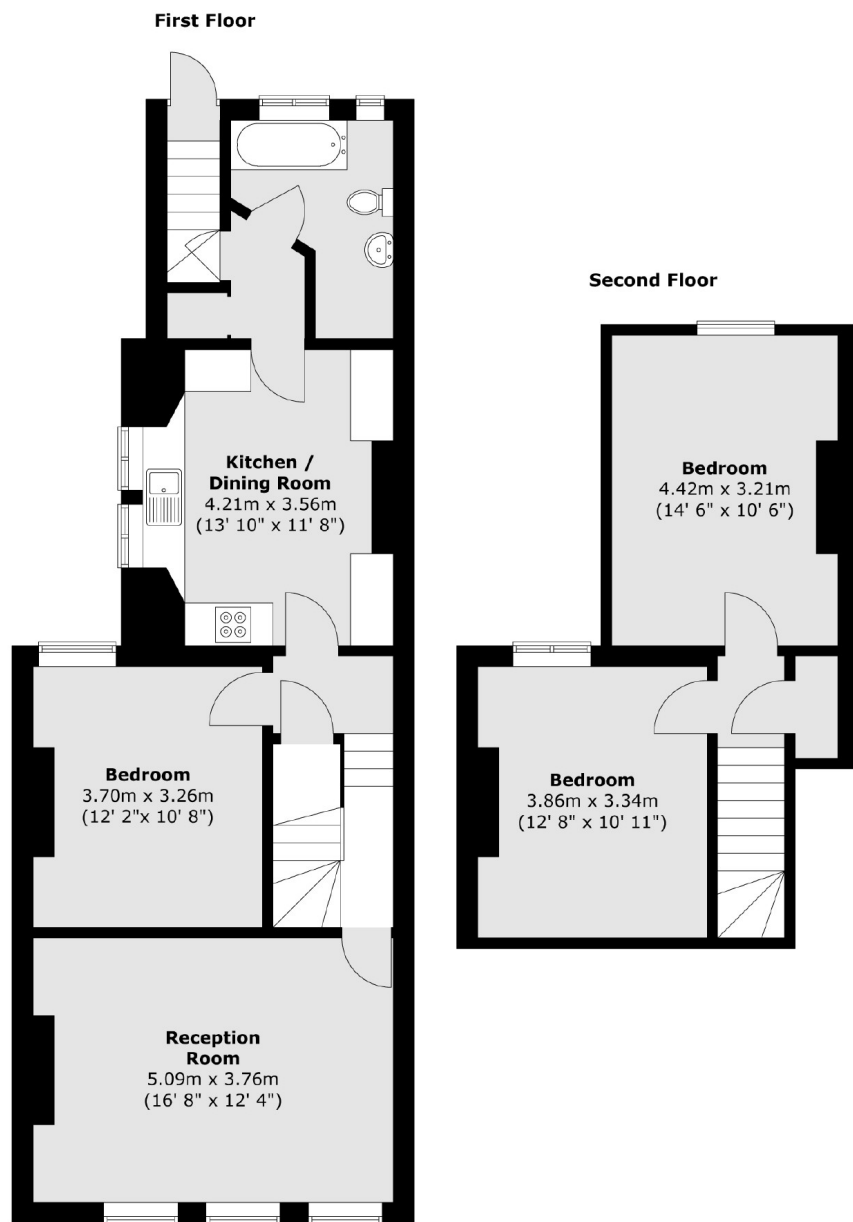 First Floor
Kitchen /
Dining Room
4.21m x 3.56m
(13' 10" x 11' 8")
Bedroom
3.70m x 3.26m
(12' 2"x 10' 8")
Reception
Room
5.09m x 3.76m
(16' 8" x 12' 4")
Second Floor
Bedroom
4.42m x 3.21m
(14' 6" x 10' 6")
Bedroom
3.86m x 3.34m
(12' 8" x 10' 11")